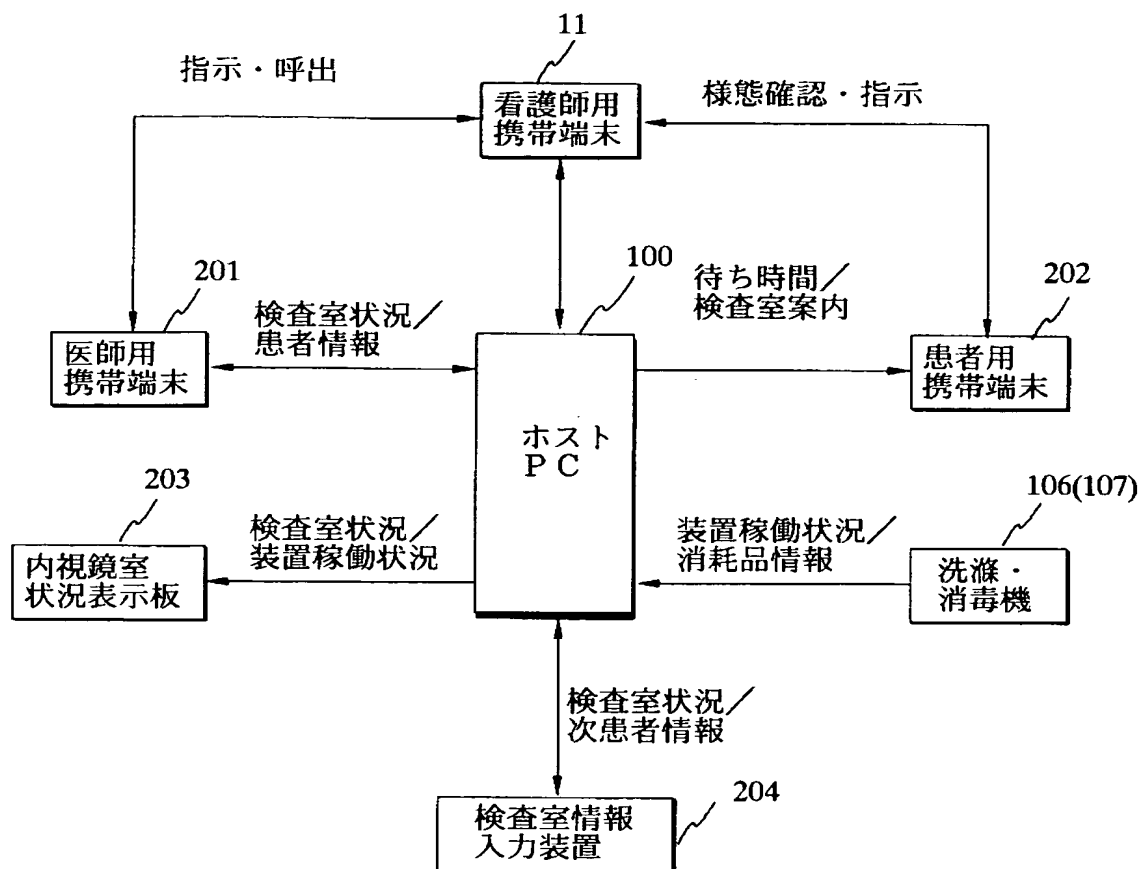 11
指示・呼出
看護師用
携帯端末
様態確認・指示
201
検査室状況／
患者情報
100
待ち時間／
検査室案内
202
医師用
携帯端末
患者用
携帯端末
ホスト
ＰＣ
203
検査室状況／
装置稼働状況
106(107)
装置稼働状況／
消耗品情報
内視鏡室
状況表示板
洗滌・
消毒機
検査室状況／
次患者情報
204
検査室情報
入力装置